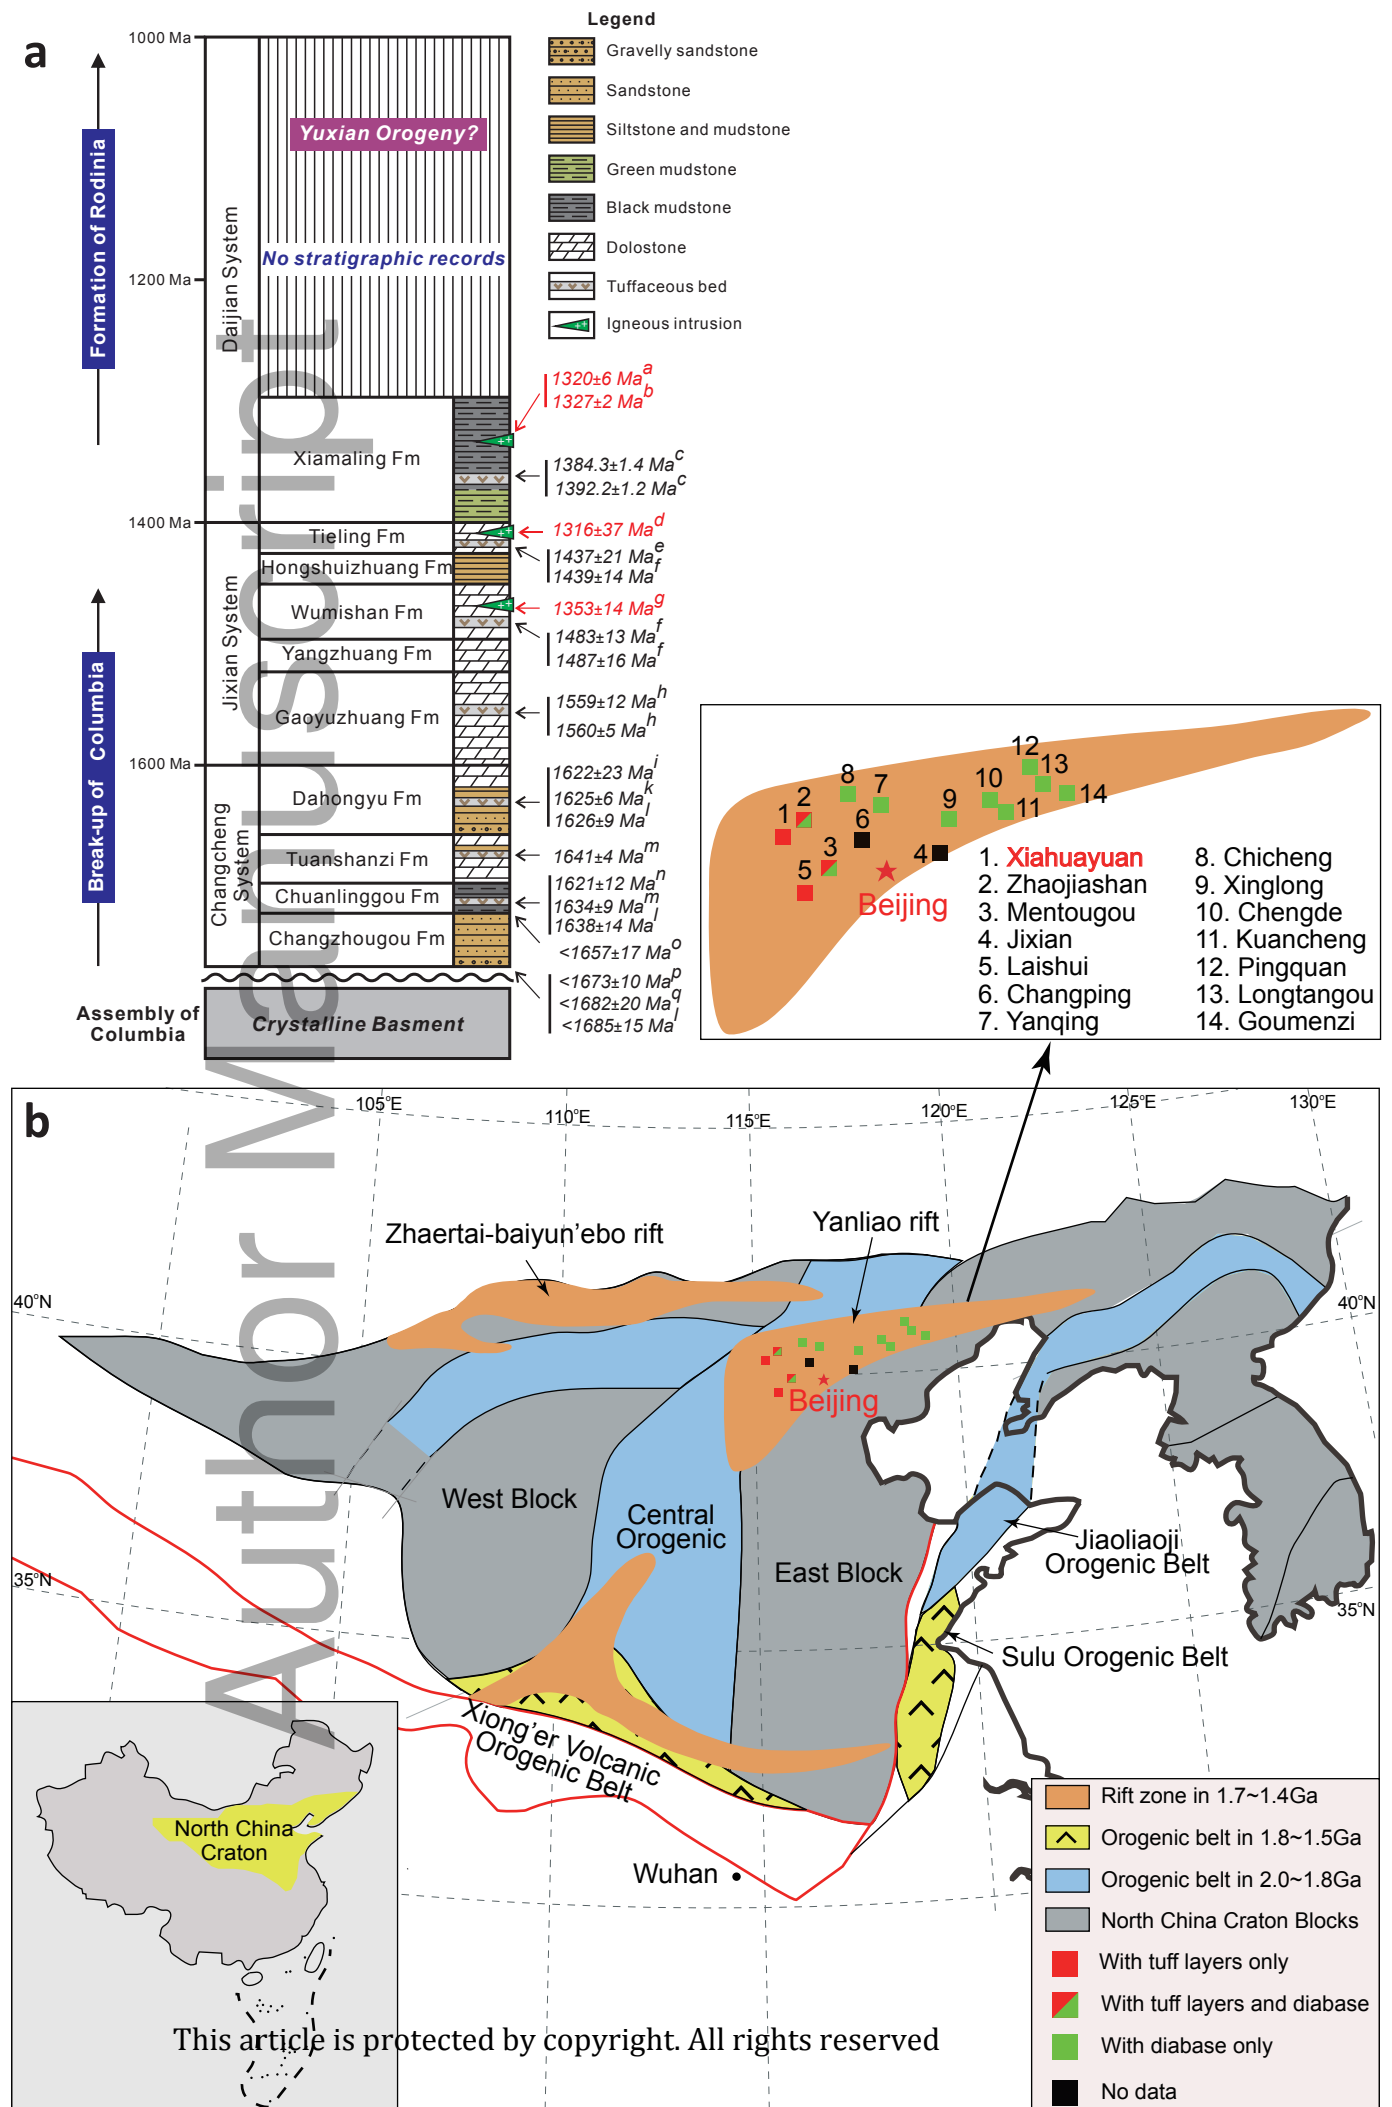 a
Legend
Gravelly sandstone
Sandstone
Siltstone and mudstone
Green mudstone
Black mudstone
Dolostone
Tuffaceous bed
Igneous intrusion
1000 Ma
1200 Ma
1400 Ma
1600 Ma
Formation of Rodinia
Break-up of Columbia
Assembly of
Columbia
Daijian System
Jixian System
Changcheng
System
Yuxian Orogeny?
No stratigraphic records
Xiamaling Fm
Tieling Fm
Hongshuizhuang Fm
Wumishan Fm
Yangzhuang Fm
Gaoyuzhuang Fm
Dahongyu Fm
Tuanshanzi Fm
Chuanlinggou Fm
Changzhougou Fm
Crystalline Basment
1320±6 Ma a
1327±2 Ma b
1384.3±1.4 Ma c
1392.2±1.2 Ma c
1316±37 Ma d
1437±21 Ma e
1439±14 Ma f
1353±14 Ma g
1483±13 Ma f
1487±16 Ma f
1559±12 Ma h
1560±5 Ma h
1622±23 Ma i
1625±6 Ma k
1626±9 Ma l
1641±4 Ma m
1621±12 Ma n
1634±9 Ma m
1638±14 Ma l
<1657±17 Ma o
<1673±10 Ma p
<1682±20 Ma q
<1685±15 Ma l
12
13
8
7
10
14
2
1
9
11
6
3
4
5
Beijing
1. Xiahuayuan
2. Zhaojiashan
3. Mentougou
4. Jixian
5. Laishui
6. Changping
7. Yanqing
8. Chicheng
9. Xinglong
10. Chengde
11. Kuancheng
12. Pingquan
13. Longtangou
14. Goumenzi
b
105°E
110°E
115°E
120°E
125°E
130°E
40°N
40°N
35°N
35°N
Zhaertai-baiyun'ebo rift
Yanliao rift
Beijing
West Block
Central
Orogenic
East Block
Jiaoliaoji
Orogenic Belt
Sulu Orogenic Belt
Xiong'er Volcanic
Orogenic Belt
Wuhan
North China
Craton
Rift zone in 1.7~1.4Ga
Orogenic belt in 1.8~1.5Ga
Orogenic belt in 2.0~1.8Ga
North China Craton Blocks
With tuff layers only
With tuff layers and diabase
With diabase only
No data
Author Manuscript
This article is protected by copyright. All rights reserved